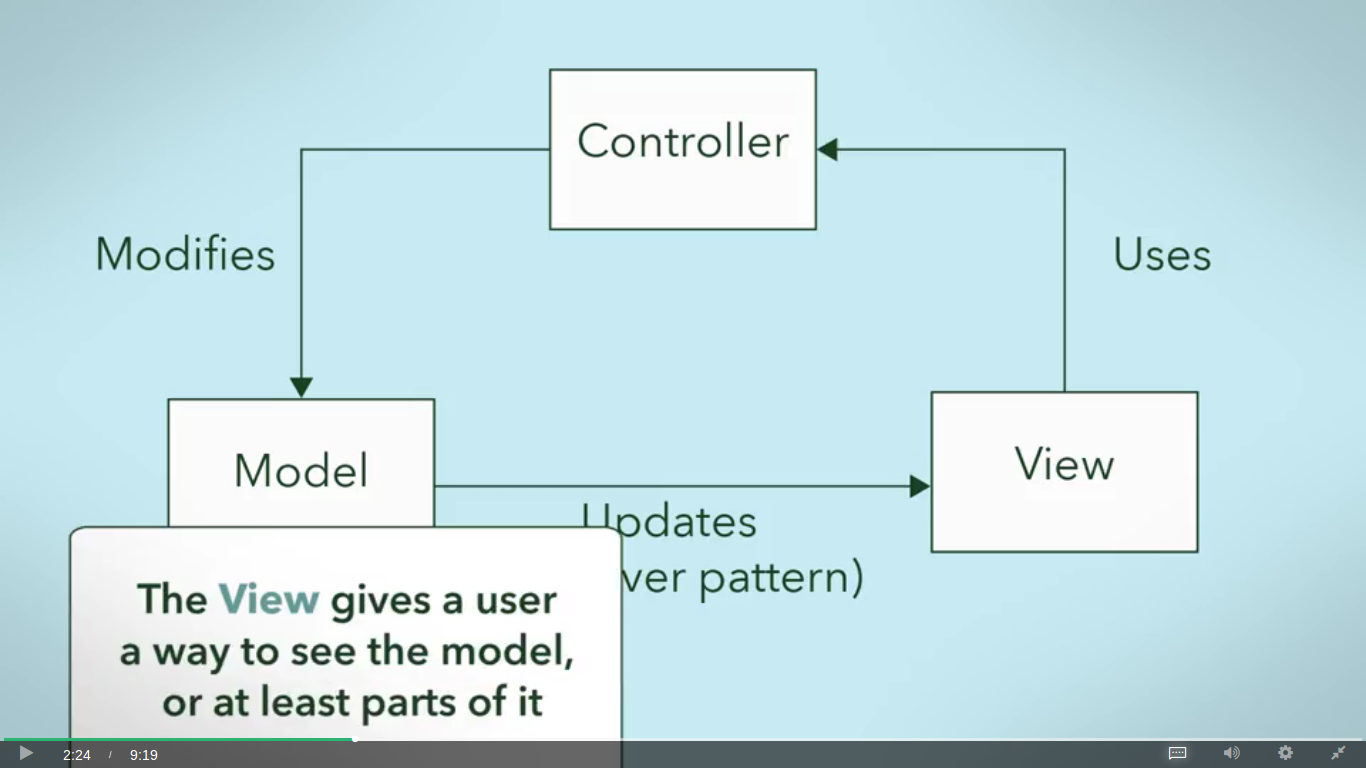 Controller
Modifies
Uses
Model
View
Updates
ver pattern)
The View gives a user
a way to see the model,
or at least parts of it
2:24 / 9:19